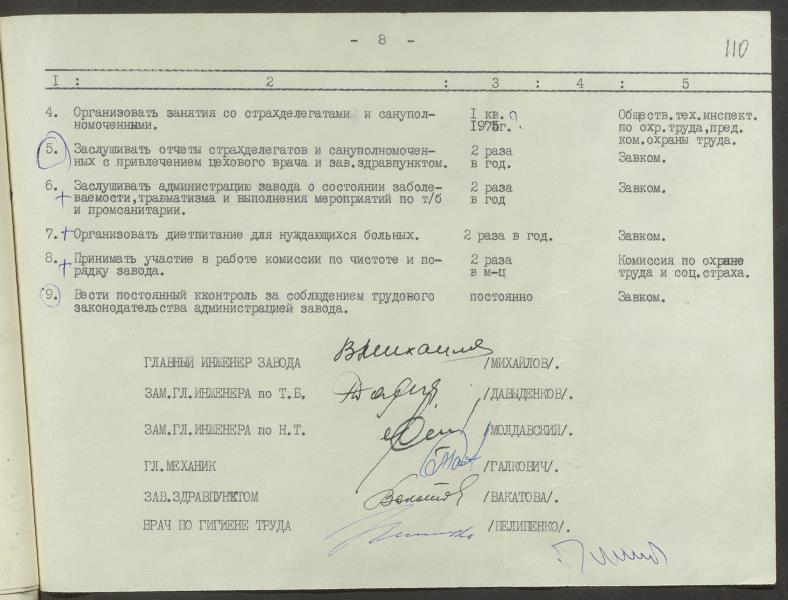 - 8 -
110
I : 2 : 3 : 4 : 5
4. Организовать занятия со страхделегатами и сануполномоченными. I кв. Обществ.тех.инспект.
номоченными. 1975г. по охр.труда,пред.
ком.охраны труда.
5. Заслушивать отчеты страхделегатов и сануполномочен- 2 раза Завком.
ных с привлечением цехового врача и зав.здравпунктом. в год.
6. Заслушивать администрацию завода о состоянии заболе- 2 раза Завком.
ваемости,травматизма и выполнения мероприятий по т/б в год
и промсанитарии.
7. Организовать диетпитание для нуждающихся больных. 2 раза в год. Завком.
8. Принимать участие в работе комиссии по чистоте и по- 2 раза Комиссия по охране
рядку завода. в м-ц труда и соц.страха.
9. Вести постоянный кконтроль за соблюдением трудового постоянно Завком.
законодательства администрацией завода.
ГЛАВНЫЙ ИНЖЕНЕР ЗАВОДА /МИХАЙЛОВ/.
ЗАМ.ГЛ.ИНЖЕНЕРА по Т.Б. /ДАВЫДЕНКОВ/.
ЗАМ.ГЛ.ИНЖЕНЕРА по Н.Т. /МОЛДАВСКИЙ/.
ГЛ.МЕХАНИК /ГАЛКОВИЧ/.
ЗАВ.ЗДРАВПУНКТОМ /ВАКАТОВА/.
ВРАЧ ПО ГИГИЕНЕ ТРУДА /ПЕЛИПЕНКО/.